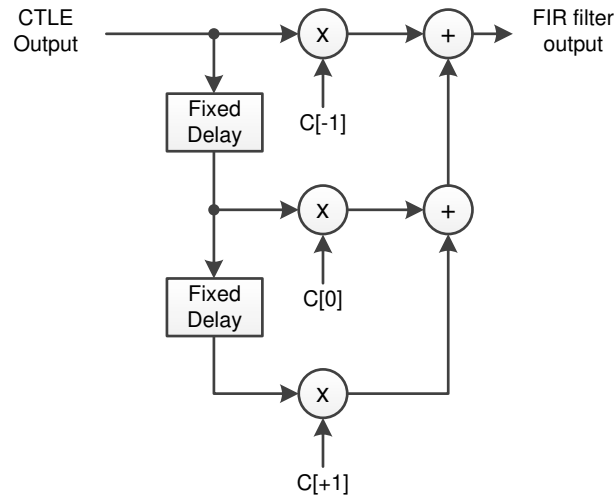 CTLE
Output
x
+
FIR filter
output
Fixed
Delay
C[-1]
x
+
Fixed
Delay
C[0]
x
C[+1]